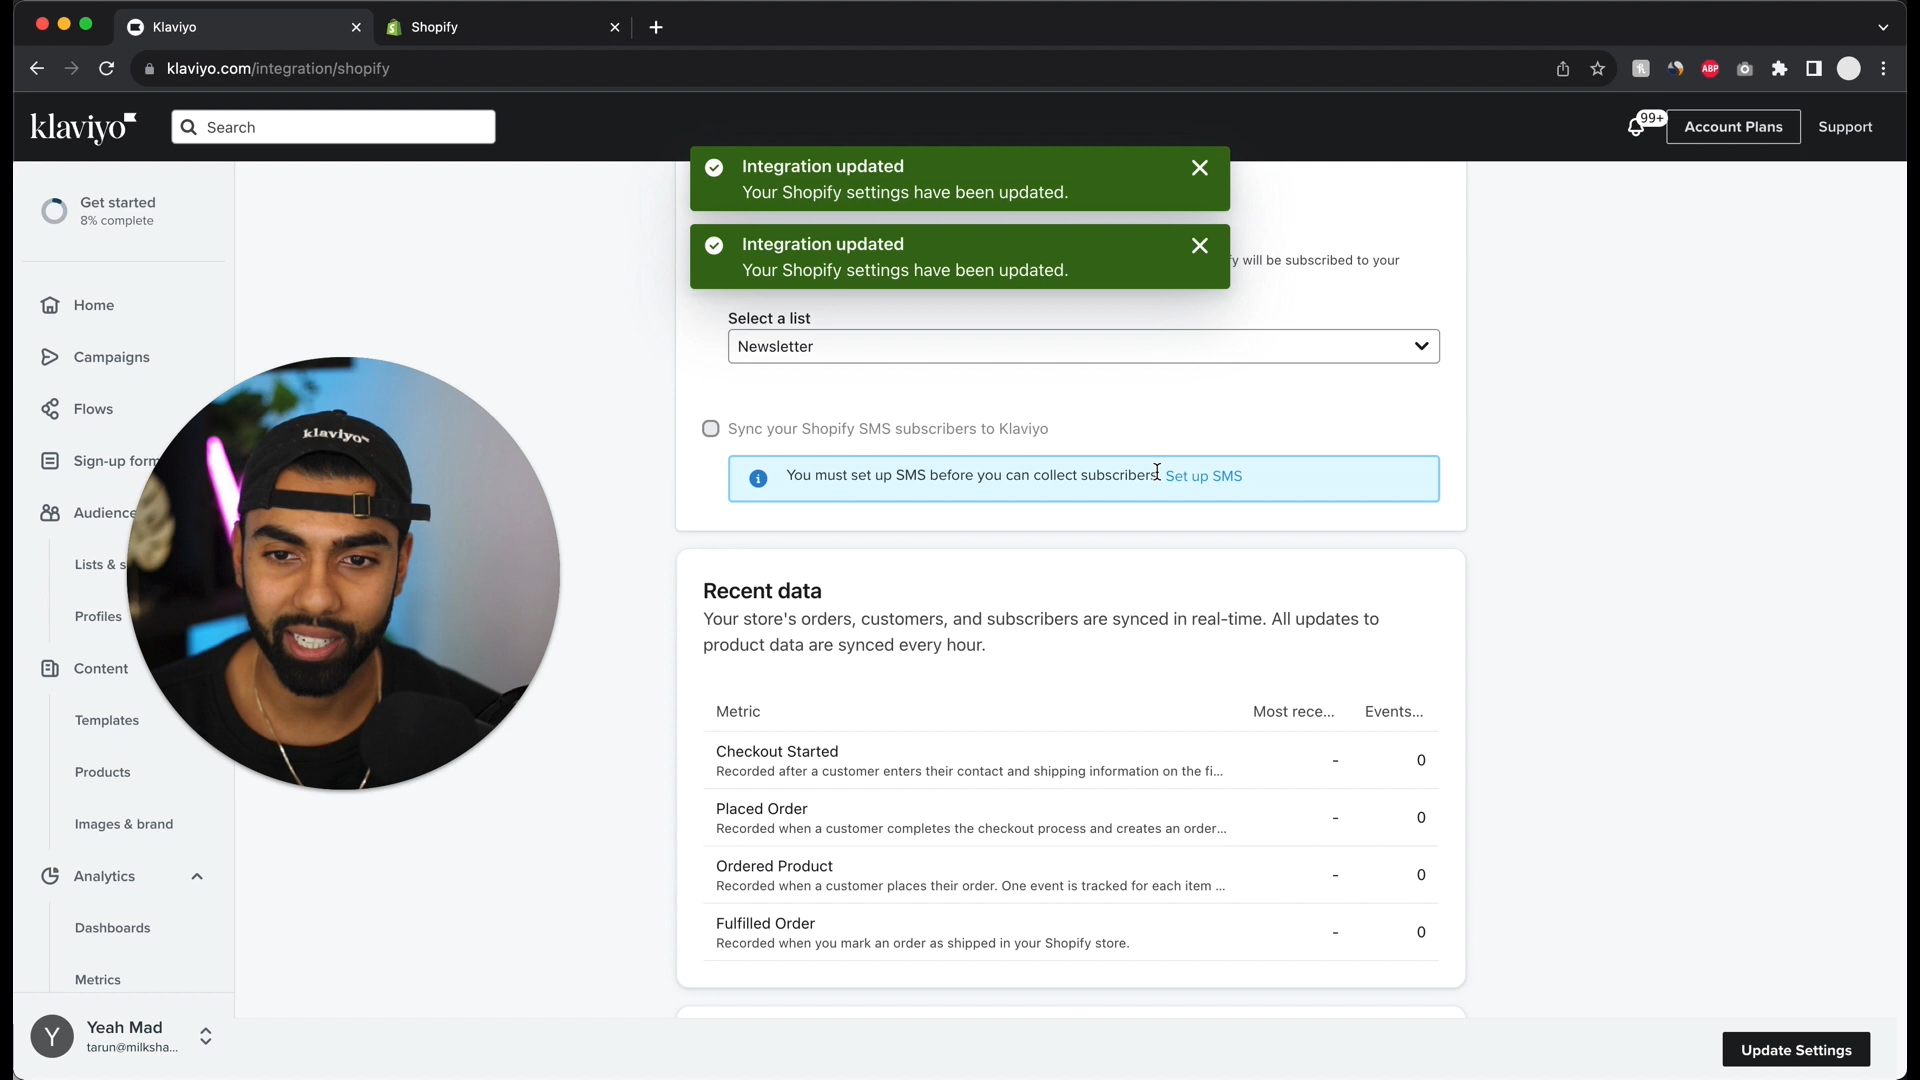 Klaviyo
Shopify
klaviyo.com/integration/shopify
ABP
klaviyo
Search
99+
Account Plans
Support
Integration updated
Your Shopify settings have been updated.
Integration updated
Your Shopify settings have been updated.
will be subscribed to your
Get started
8% complete
Home
Campaigns
Flows
Sign-up form
Audience
Lists & s
Profiles
Content
Templates
Products
Images & brand
Analytics
Dashboards
Metrics
Y
Yeah Mad
tarun@milksha...
klaviyo
Select a list
Newsletter
Sync your Shopify SMS subscribers to Klaviyo
You must set up SMS before you can collect subscribers. Set up SMS
Recent data
Your store's orders, customers, and subscribers are synced in real-time. All updates to
product data are synced every hour.
Metric Most rece... Events...
Checkout Started
Recorded after a customer enters their contact and shipping information on the fi...
- 0
Placed Order
Recorded when a customer completes the checkout process and creates an order...
- 0
Ordered Product
Recorded when a customer places their order. One event is tracked for each item ...
- 0
Fulfilled Order
Recorded when you mark an order as shipped in your Shopify store.
- 0
Update Settings